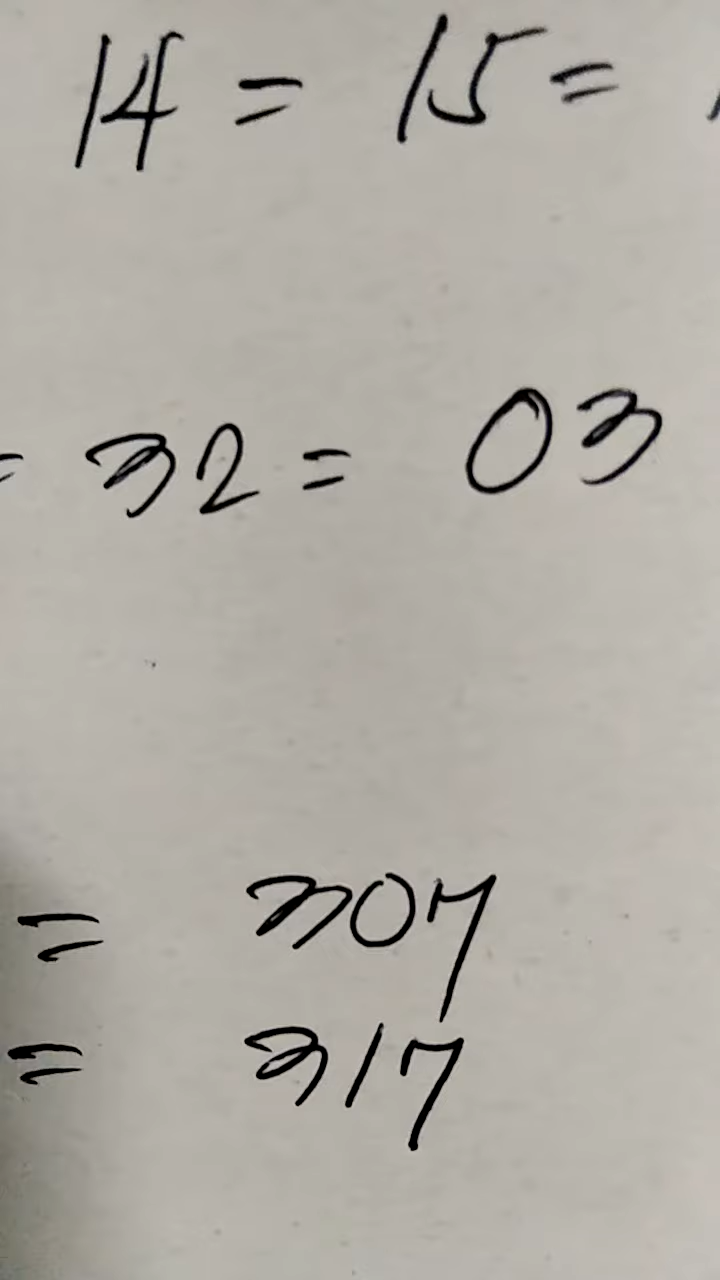 14 = 15 =
= 32 = 03
= 307
= 317